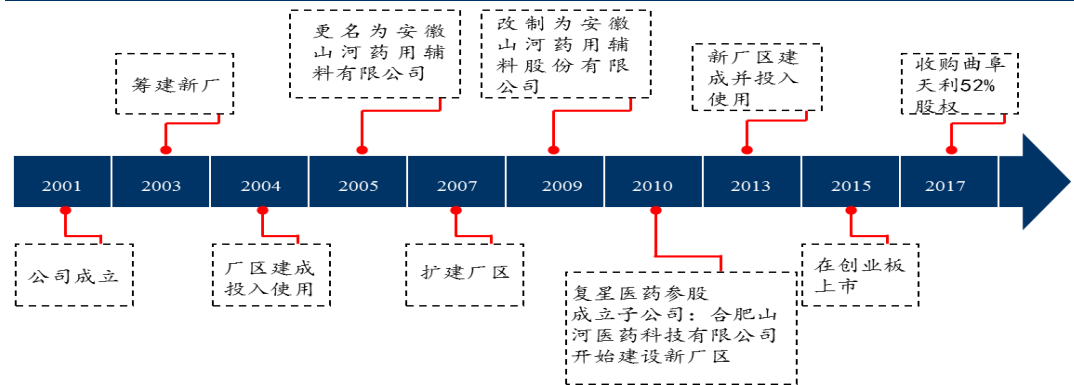 更名为安徽
山河药用辅
料有限公司
改制为安徽
山河药用辅
料股份有限
公司
筹建新厂
新厂区建
成并投入
使用
收购曲阜
天利52%
股权
2001
2003
2004
2005
2007
2009
2010
2013
2015
2017
公司成立
厂区建成
投入使用
扩建厂区
复星医药参股
成立子公司：合肥山
河医药科技有限公司
开始建设新厂区
在创业板
上市